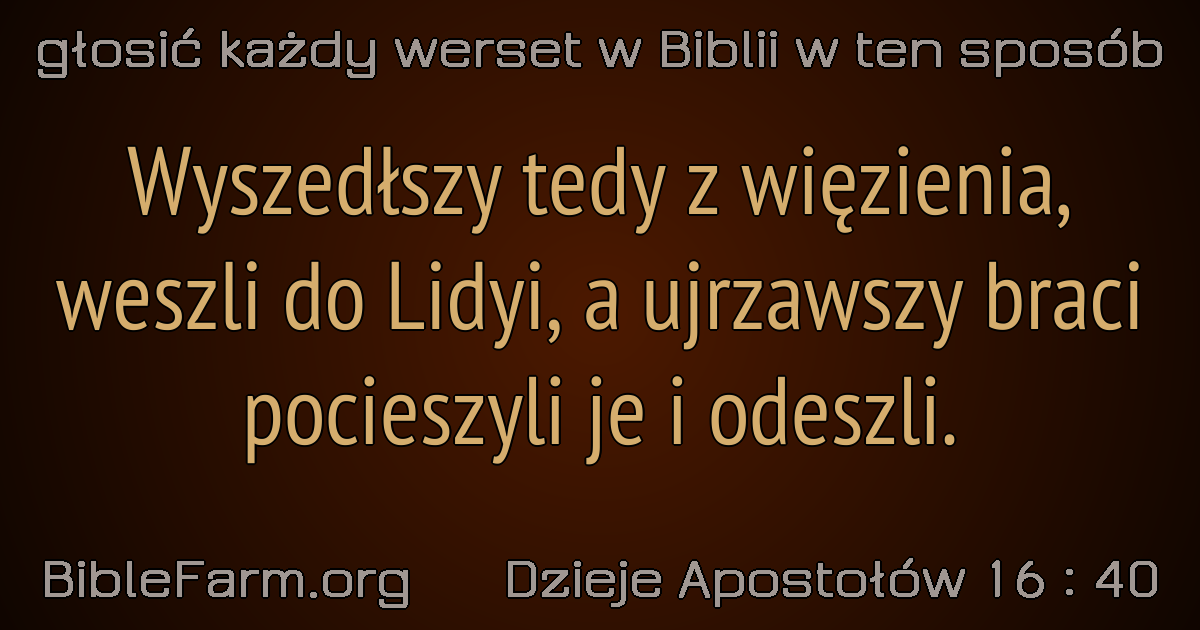 głosić każdy werset w Biblii w ten sposób
Wyszedłszy tedy z więzienia,
weszli do Lidyi, a ujrzawszy braci
pocieszyli je i odeszli.
BibleFarm.org
Dzieje Apostołów 16 : 40